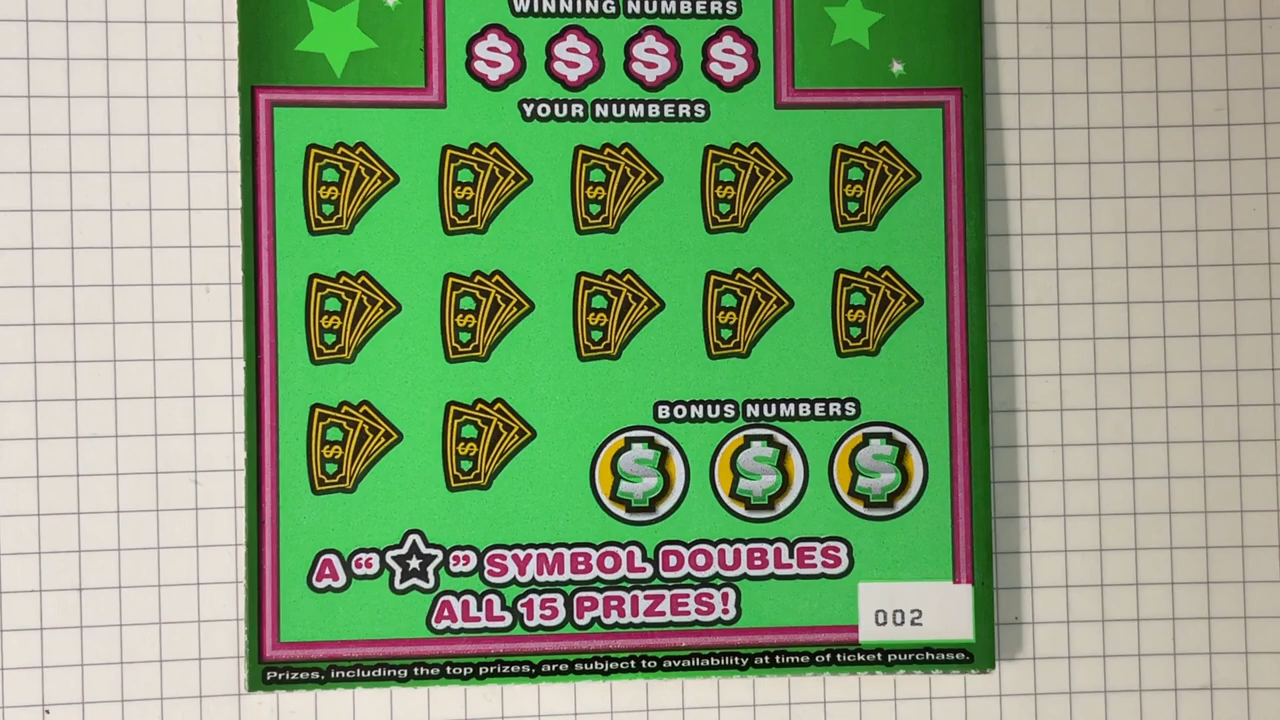 WINNING NUMBERS
$ $ $ $
YOUR NUMBERS
$ $ $ $ $
$ $ $ $ $
$ $
BONUS NUMBERS
$ $ $
A “☆” SYMBOL DOUBLES
ALL 15 PRIZES!
002
Prizes, including the top prizes, are subject to availability at time of ticket purchase.